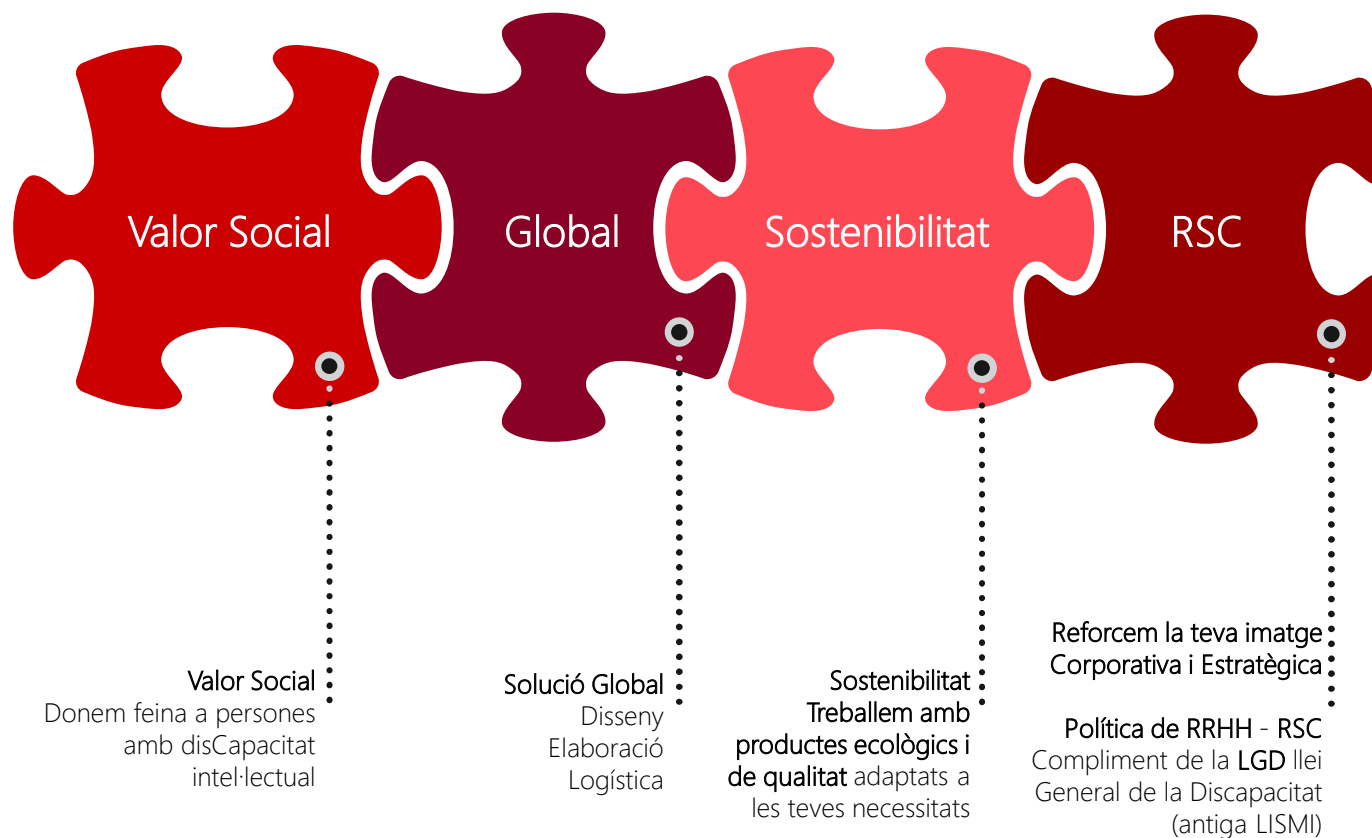 Valor Social
Global
Sostenibilitat
RSC
Valor Social
Donem feina a persones
amb disCapacitat
intel·lectual
Solució Global
Disseny
Elaboració
Logística
Sostenibilitat
Treballem amb
productes ecològics i
de qualitat adaptats a
les teves necessitats
Reforcem la teva imatge
Corporativa i Estratègica
Política de RRHH - RSC
Compliment de la LGD llei
General de la Discapacitat
(antiga LISMI)